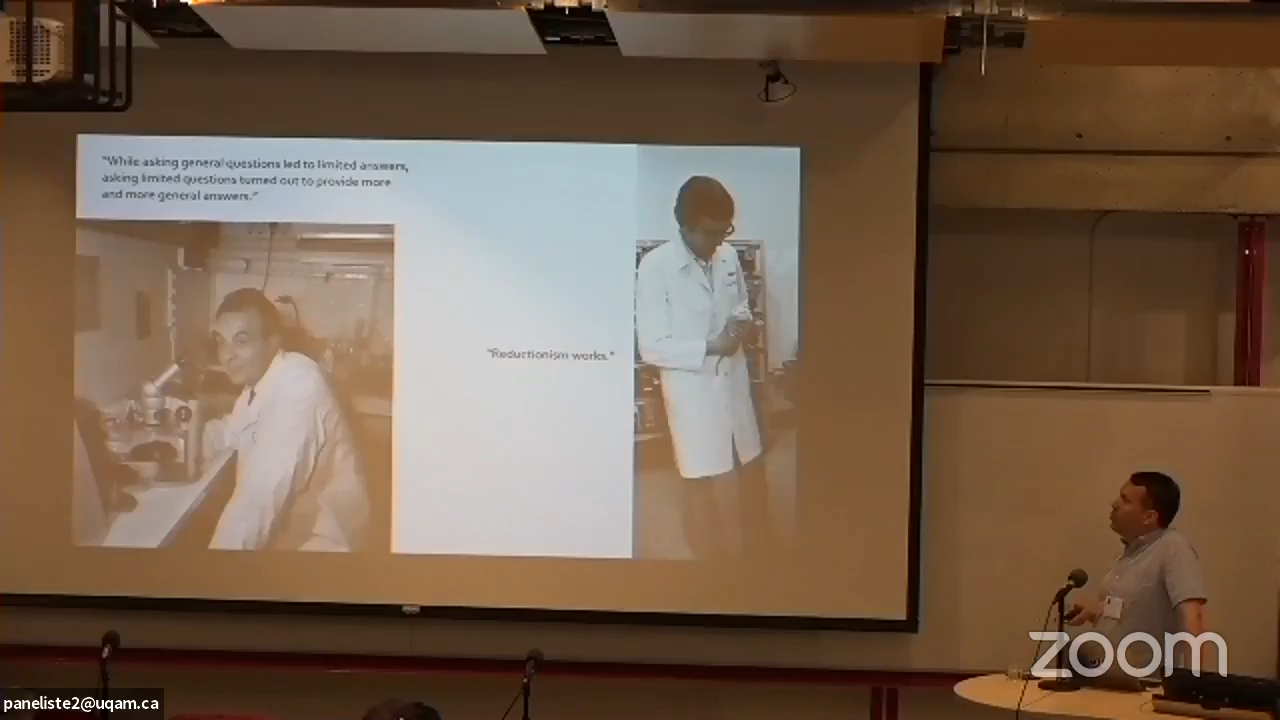 "While asking general questions led to limited answers,
asking limited questions turned out to provide more
and more general answers."
"Reductionism works."
zoom
paneliste2@uqam.ca